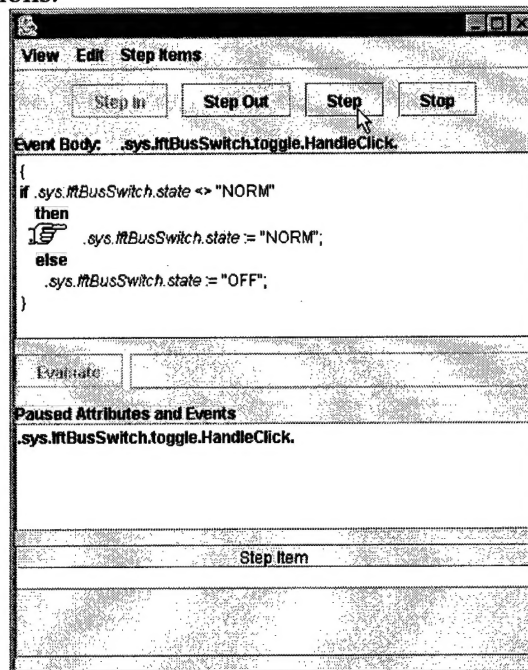 View Edit Step Items
Step In Step Out Step Stop
Event Body: .sys.lftBusSwitch.toggle.HandleClick.
{
if .sys.lftBusSwitch.state <> "NORM"
then
.sys.lftBusSwitch.state := "NORM";
else
.sys.lftBusSwitch.state := "OFF";
}
Evaluate
Paused Attributes and Events
.sys.lftBusSwitch.toggle.HandleClick.
Step Item